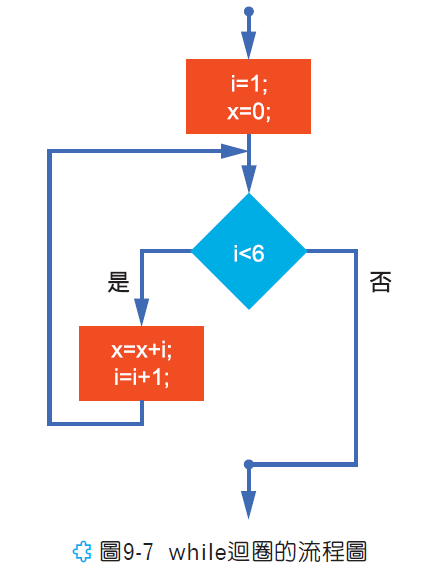 i=1;
x=0;
i<6
是
否
x=x+i;
i=i+1;
圖9-7 while迴圈的流程圖